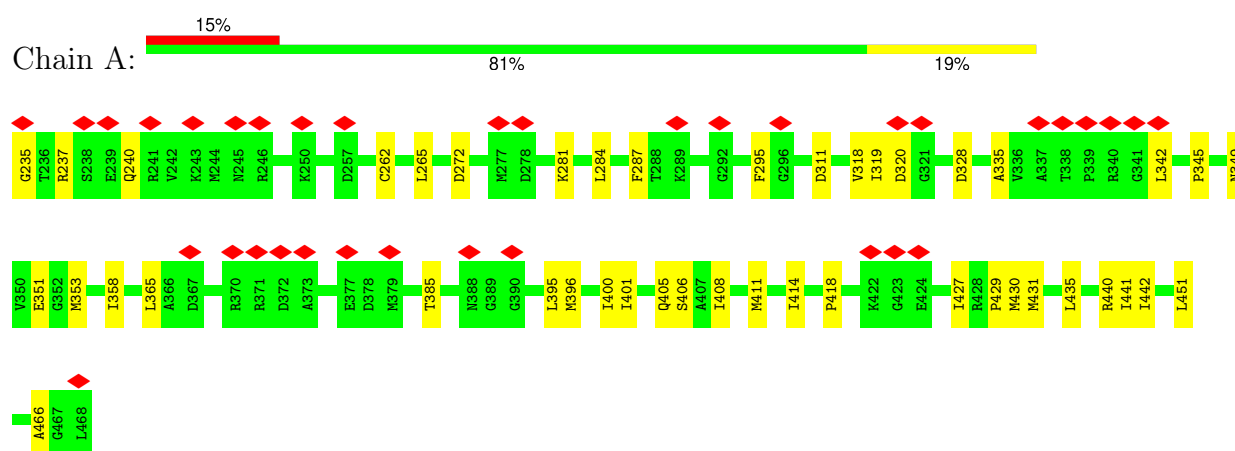 15%
Chain A:
81% 19%
G235 T236 R237 S238 E239 Q240 R241 V242 K243 M244 N245 R246 K250 D257 C262 L265 D272 M277 D278 K281 L284 F287 T288 K289 G292 F295 G296 D311 V318 I319 D320 G321 D328 A335 V336 A337 T338 P339 R340 G341 L342 P345 N349
V350 E351 G352 M353 I358 L365 A366 D367 R370 R371 D372 A373 E377 D378 M379 T385 N388 G389 G390 L395 M396 I400 I401 Q405 S406 A407 I408 M411 I414 P418 K422 G423 E424 I427 R428 P429 M430 M431 L435 R440 I441 I442 L451
A466 G467 L468